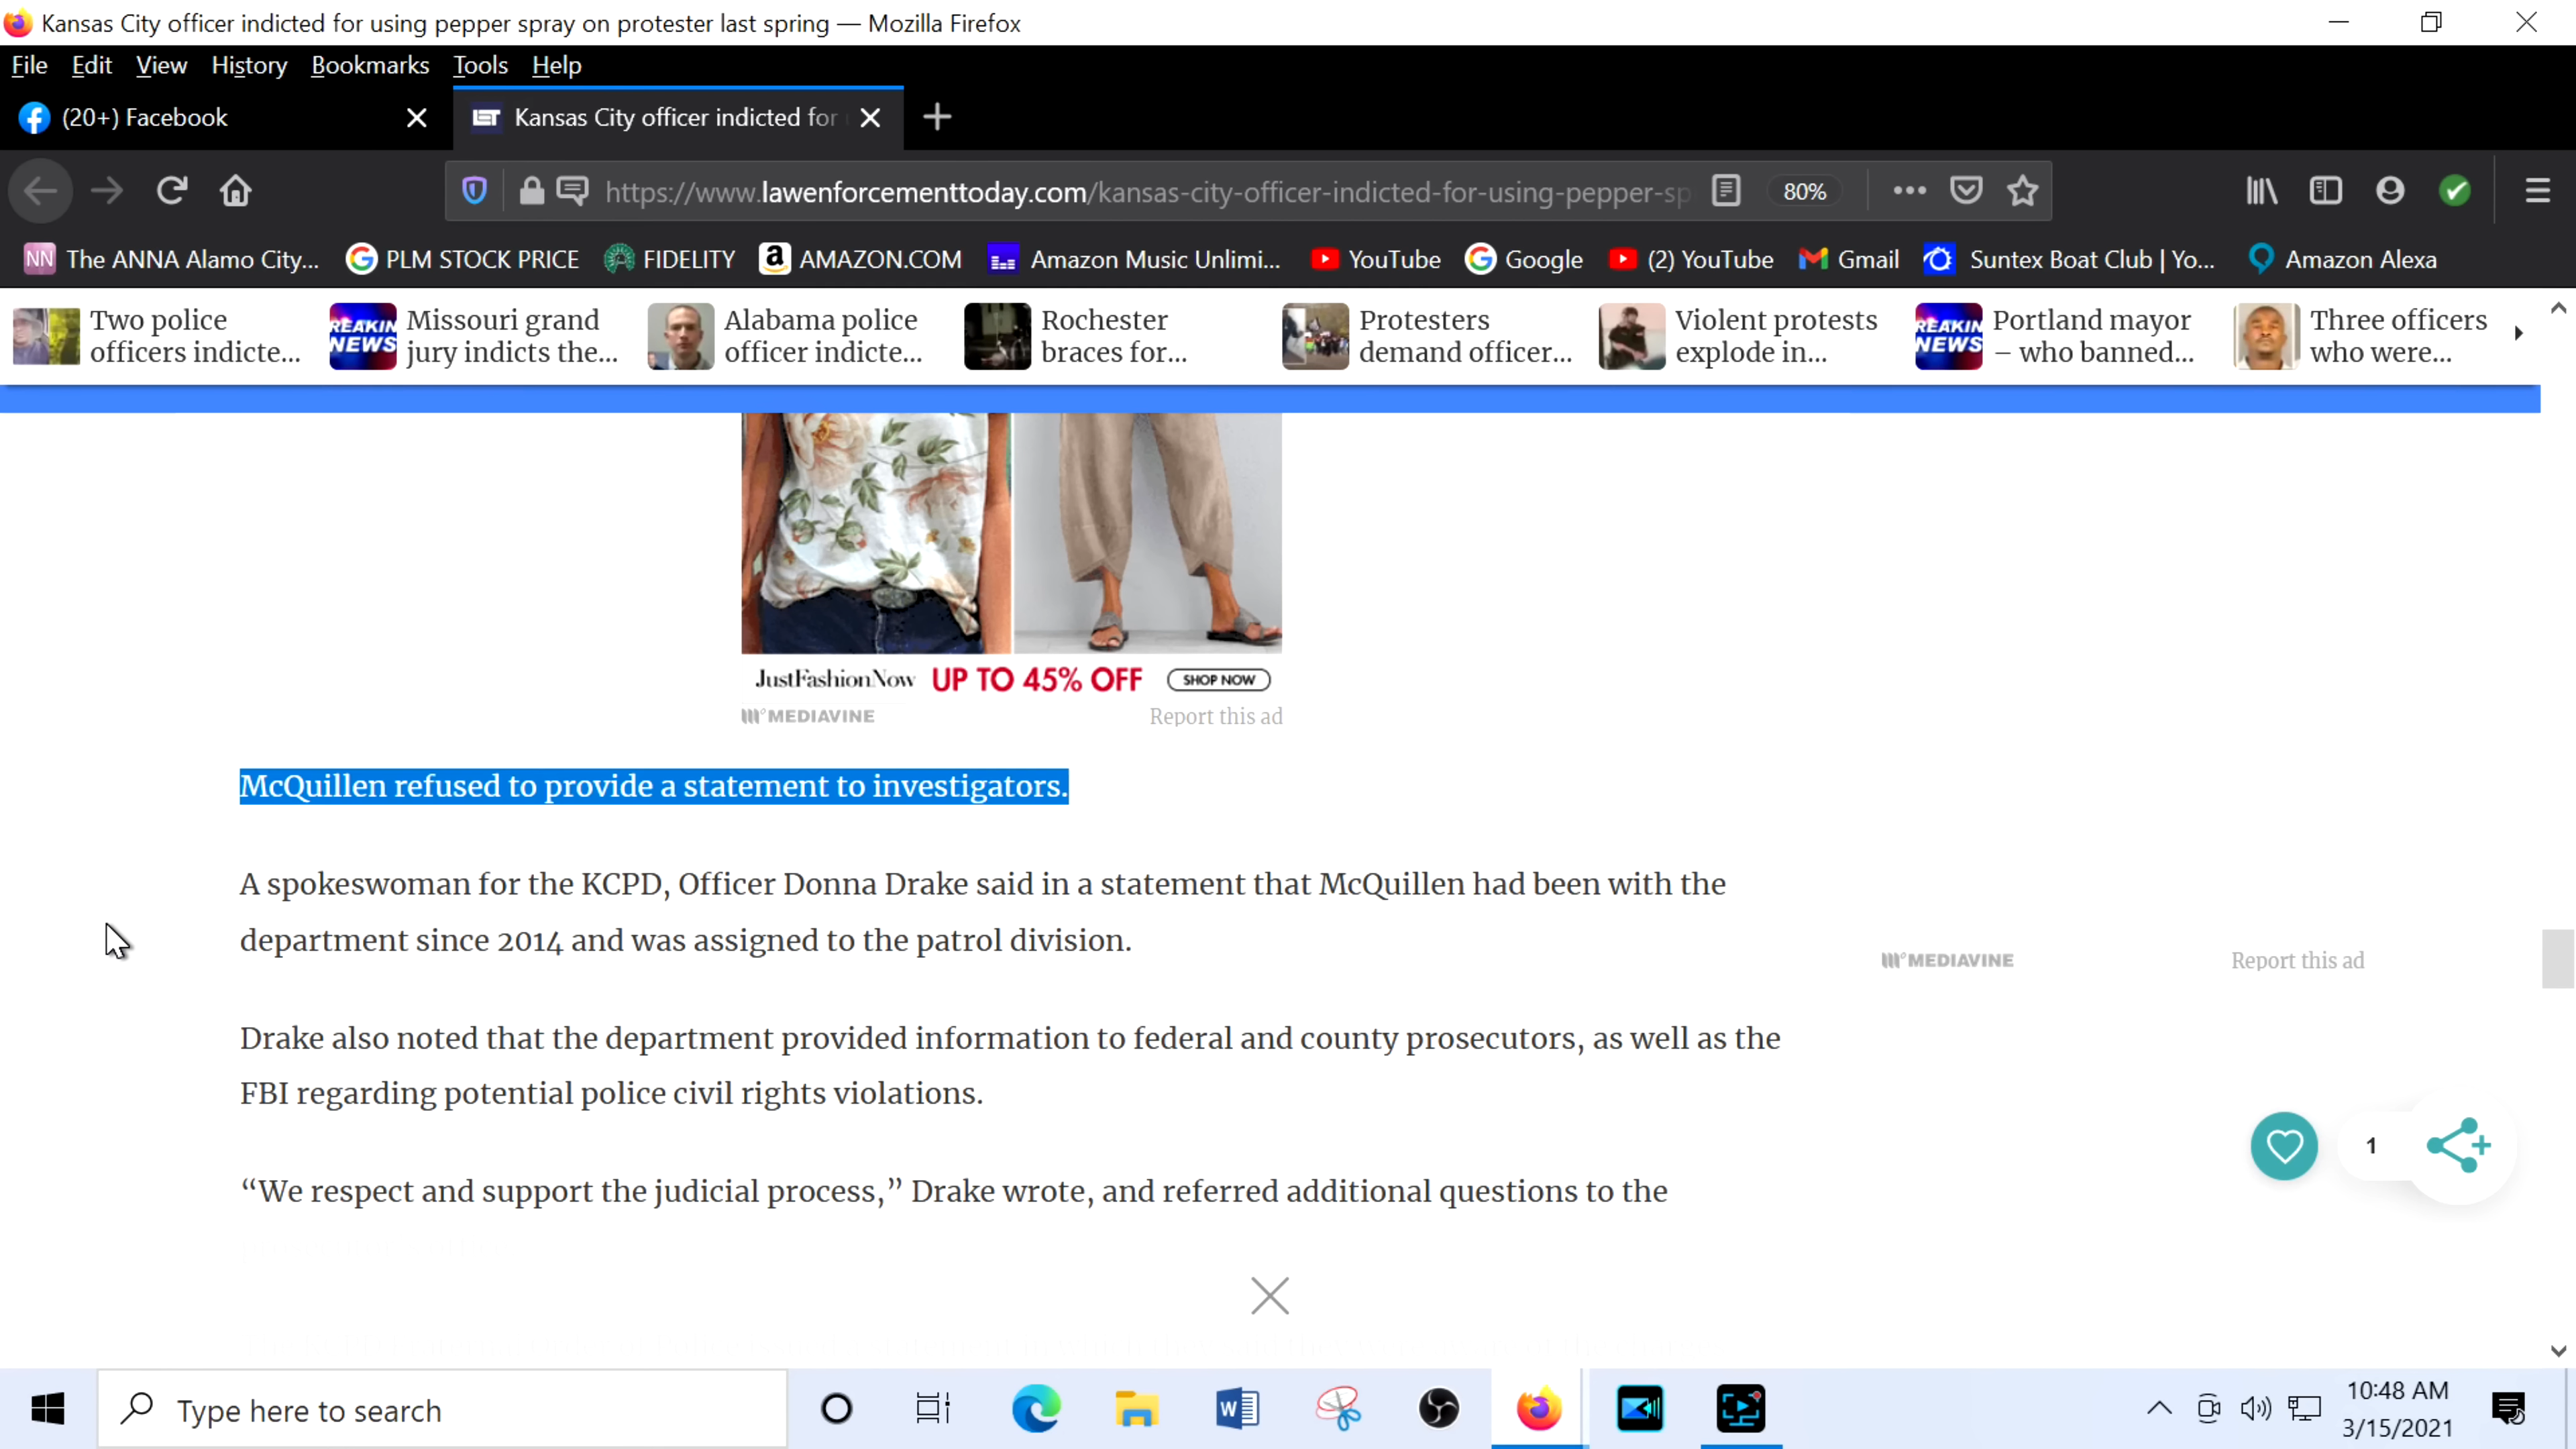 Kansas City officer indicted for using pepper spray on protester last spring — Mozilla Firefox
File Edit View History Bookmarks Tools Help
(20+) Facebook
LET Kansas City officer indicted for
https://www.lawenforcementtoday.com/kansas-city-officer-indicted-for-using-pepper-sp 80%
NN The ANNA Alamo City... PLM STOCK PRICE FIDELITY AMAZON.COM Amazon Music Unlimi... YouTube Google (2) YouTube Gmail Suntex Boat Club | Yo... Amazon Alexa
Two police officers indicte...
REAKIN NEWS Missouri grand jury indicts the...
Alabama police officer indicte...
Rochester braces for...
Protesters demand officer...
Violent protests explode in...
REAKIN NEWS Portland mayor – who banned...
Three officers who were...
JustFashionNow UP TO 45% OFF SHOP NOW
MEDIAVINE Report this ad
McQuillen refused to provide a statement to investigators.
A spokeswoman for the KCPD, Officer Donna Drake said in a statement that McQuillen had been with the
department since 2014 and was assigned to the patrol division.
MEDIAVINE Report this ad
Drake also noted that the department provided information to federal and county prosecutors, as well as the
FBI regarding potential police civil rights violations.
1
“We respect and support the judicial process,” Drake wrote, and referred additional questions to the
Type here to search
10:48 AM
3/15/2021